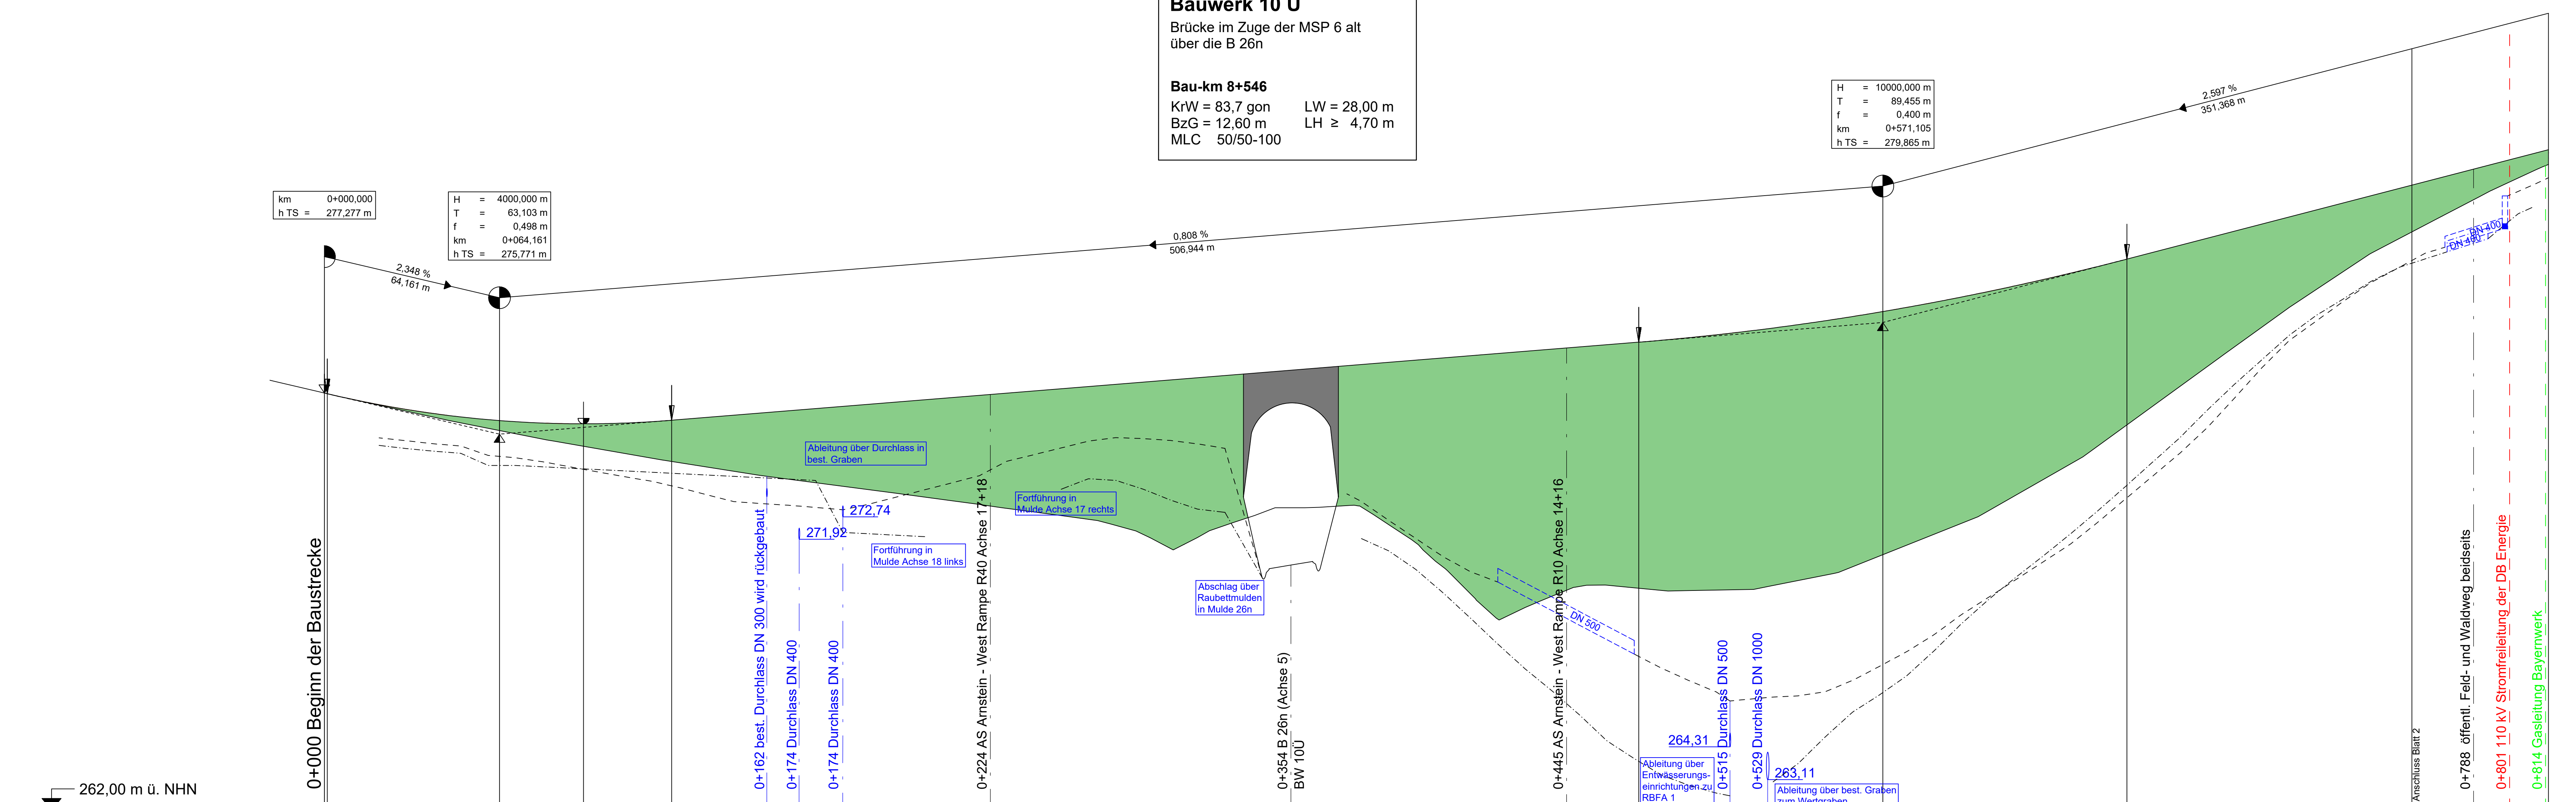 Bauwerk 10 Ü
Brücke im Zuge der MSP 6 alt
über die B 26n
Bau-km 8+546
KrW = 83,7 gon LW = 28,00 m
BzG = 12,60 m LH ≥ 4,70 m
MLC 50/50-100
H = 10000,000 m
T = 89,455 m
f = 0,400 m
km 0+571,105
h TS = 279,865 m
2,597 %
351,368 m
km 0+000,000
h TS = 277,277 m
H = 4000,000 m
T = 63,103 m
f = 0,498 m
km 0+064,161
h TS = 275,771 m
2,348 %
64,161 m
0,808 %
506,944 m
DN 400
DN 400
Ableitung über Durchlass in
best. Graben
Fortführung in
Mulde Achse 17 rechts
272,74
271,92
Fortführung in
Mulde Achse 18 links
Abschlag über
Raubettmulden
in Mulde 26n
DN 500
0+000 Beginn der Baustrecke
0+162 best. Durchlass DN 300 wird rückgebaut
0+174 Durchlass DN 400
0+174 Durchlass DN 400
0+224 AS Arnstein - West Rampe R40 Achse 17+18
0+354 B 26n (Achse 5)
BW 10Ü
0+445 AS Arnstein - West Rampe R10 Achse 14+16
264,31
0+515 Durchlass DN 500
0+529 Durchlass DN 1000
263,11
Ableitung über
Entwässerungs-
einrichtungen zu
RBFA 1
Ableitung über best. Graben
zum Wertgraben
Anschluss Blatt 2
0+788 öffentl. Feld- und Waldweg beidseits
0+801 110 kV Stromfreileitung der DB Energie
0+814 Gasleitung Bayernwerk
262,00 m ü. NHN